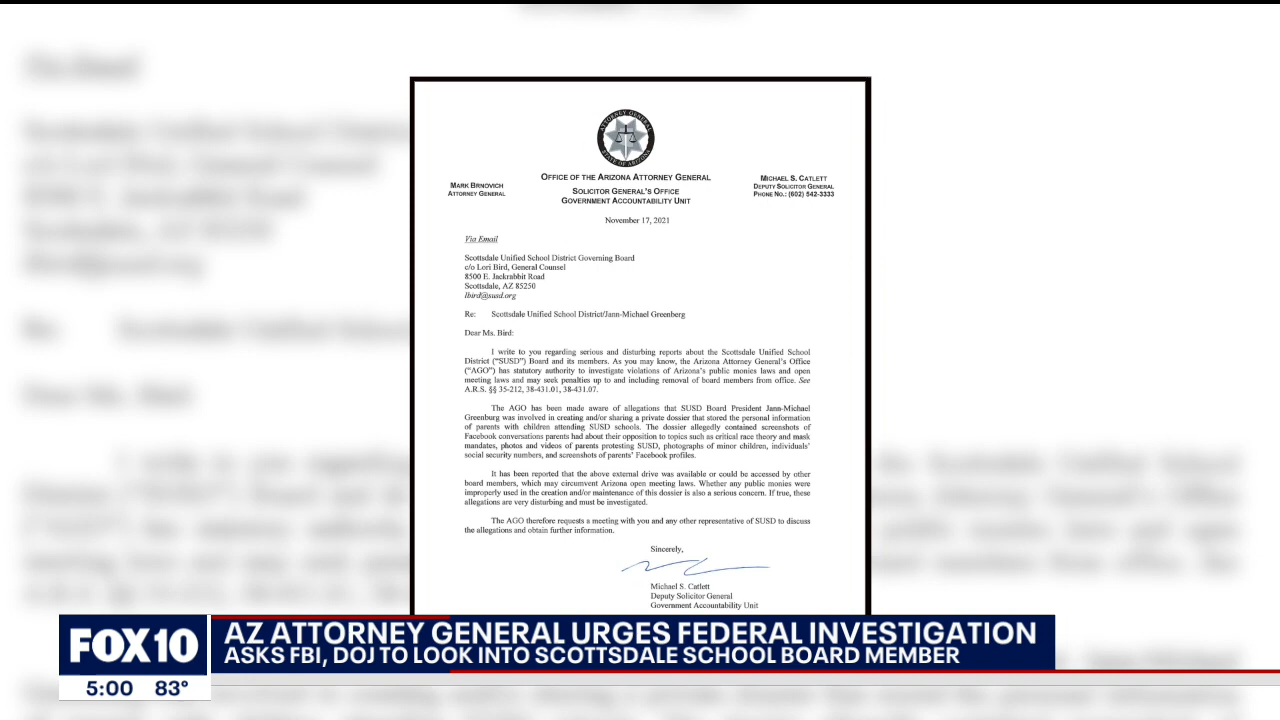 ATTORNEY GENERAL
STATE OF ARIZONA
OFFICE OF THE ARIZONA ATTORNEY GENERAL
SOLICITOR GENERAL'S OFFICE
GOVERNMENT ACCOUNTABILITY UNIT
MARK BRNOVICH
ATTORNEY GENERAL
MICHAEL S. CATLETT
DEPUTY SOLICITOR GENERAL
PHONE NO.: (602) 542-3333
November 17, 2021
Via Email
Scottsdale Unified School District Governing Board
c/o Lori Bird, General Counsel
8500 E. Jackrabbit Road
Scottsdale, AZ 85250
lbird@susd.org
Re: Scottsdale Unified School District/Jann-Michael Greenberg
Dear Ms. Bird:
I write to you regarding serious and disturbing reports about the Scottsdale Unified School
District ("SUSD") Board and its members. As you may know, the Arizona Attorney General's Office
("AGO") has statutory authority to investigate violations of Arizona's public monies laws and open
meeting laws and may seek penalties up to and including removal of board members from office. See
A.R.S. §§ 35-212, 38-431.01, 38-431.07.
The AGO has been made aware of allegations that SUSD Board President Jann-Michael
Greenburg was involved in creating and/or sharing a private dossier that stored the personal information
of parents with children attending SUSD schools. The dossier allegedly contained screenshots of
Facebook conversations parents had about their opposition to topics such as critical race theory and mask
mandates, photos and videos of parents protesting SUSD, photographs of minor children, individuals'
social security numbers, and screenshots of parents' Facebook profiles.
It has been reported that the above external drive was available or could be accessed by other
board members, which may circumvent Arizona open meeting laws. Whether any public monies were
improperly used in the creation and/or maintenance of this dossier is also a serious concern. If true, these
allegations are very disturbing and must be investigated.
The AGO therefore requests a meeting with you and any other representative of SUSD to discuss
the allegations and obtain further information.
Sincerely,
Michael S. Catlett
Deputy Solicitor General
Government Accountability Unit
FOX10
AZ ATTORNEY GENERAL URGES FEDERAL INVESTIGATION
ASKS FBI, DOJ TO LOOK INTO SCOTTSDALE SCHOOL BOARD MEMBER
5:00 83°